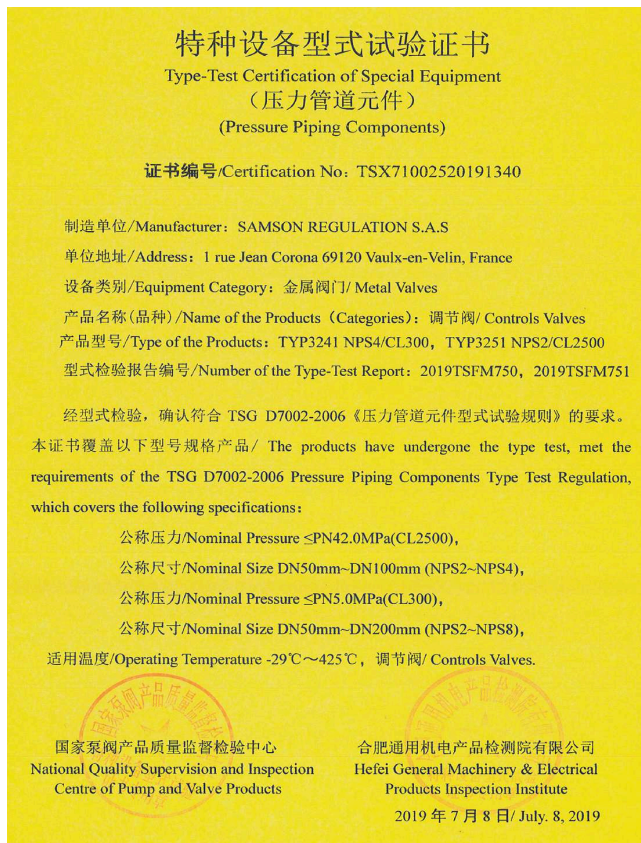 特种设备型式试验证书
Type-Test Certification of Special Equipment
（压力管道元件）
(Pressure Piping Components)
证书编号/Certification No：TSX71002520191340
制造单位/Manufacturer：SAMSON REGULATION S.A.S
单位地址/Address：1 rue Jean Corona 69120 Vaulx-en-Velin, France
设备类别/Equipment Category：金属阀门/ Metal Valves
产品名称(品种)/Name of the Products（Categories）：调节阀/ Controls Valves
产品型号/Type of the Products：TYP3241 NPS4/CL300，TYP3251 NPS2/CL2500
型式检验报告编号/Number of the Type-Test Report：2019TSFM750，2019TSFM751
经型式检验，确认符合 TSG D7002-2006《压力管道元件型式试验规则》的要求。
本证书覆盖以下型号规格产品/ The products have undergone the type test, met the
requirements of the TSG D7002-2006 Pressure Piping Components Type Test Regulation,
which covers the following specifications：
公称压力/Nominal Pressure ≤PN42.0MPa(CL2500)，
公称尺寸/Nominal Size DN50mm~DN100mm (NPS2~NPS4)，
公称压力/Nominal Pressure ≤PN5.0MPa(CL300)，
公称尺寸/Nominal Size DN50mm~DN200mm (NPS2~NPS8)，
适用温度/Operating Temperature -29℃～425℃，调节阀/ Controls Valves.
国家泵阀产品质量监督检验中心
National Quality Supervision and Inspection
Centre of Pump and Valve Products
合肥通用机电产品检测院有限公司
Hefei General Machinery & Electrical
Products Inspection Institute
2019 年 7 月 8 日/ July. 8, 2019